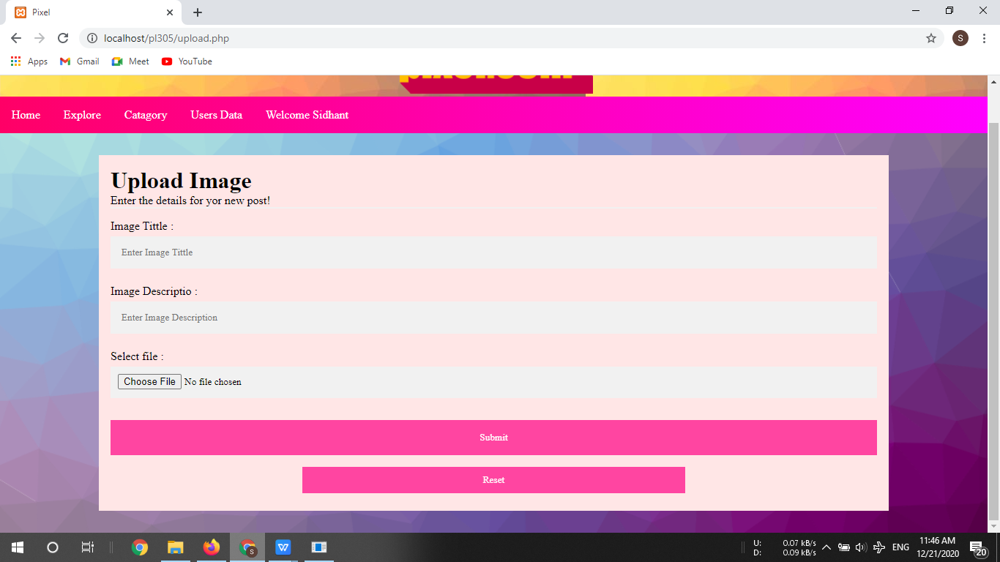 Pixel
localhost/pl305/upload.php
S
Apps Gmail Meet YouTube
Home Explore Catagory Users Data Welcome Sidhant
Upload Image
Enter the details for yor new post!
Image Tittle :
Enter Image Tittle
Image Descriptio :
Enter Image Description
Select file :
Choose File No file chosen
Submit
Reset
U: 0.07 kB/s
D: 0.09 kB/s
ENG
11:46 AM
12/21/2020
20